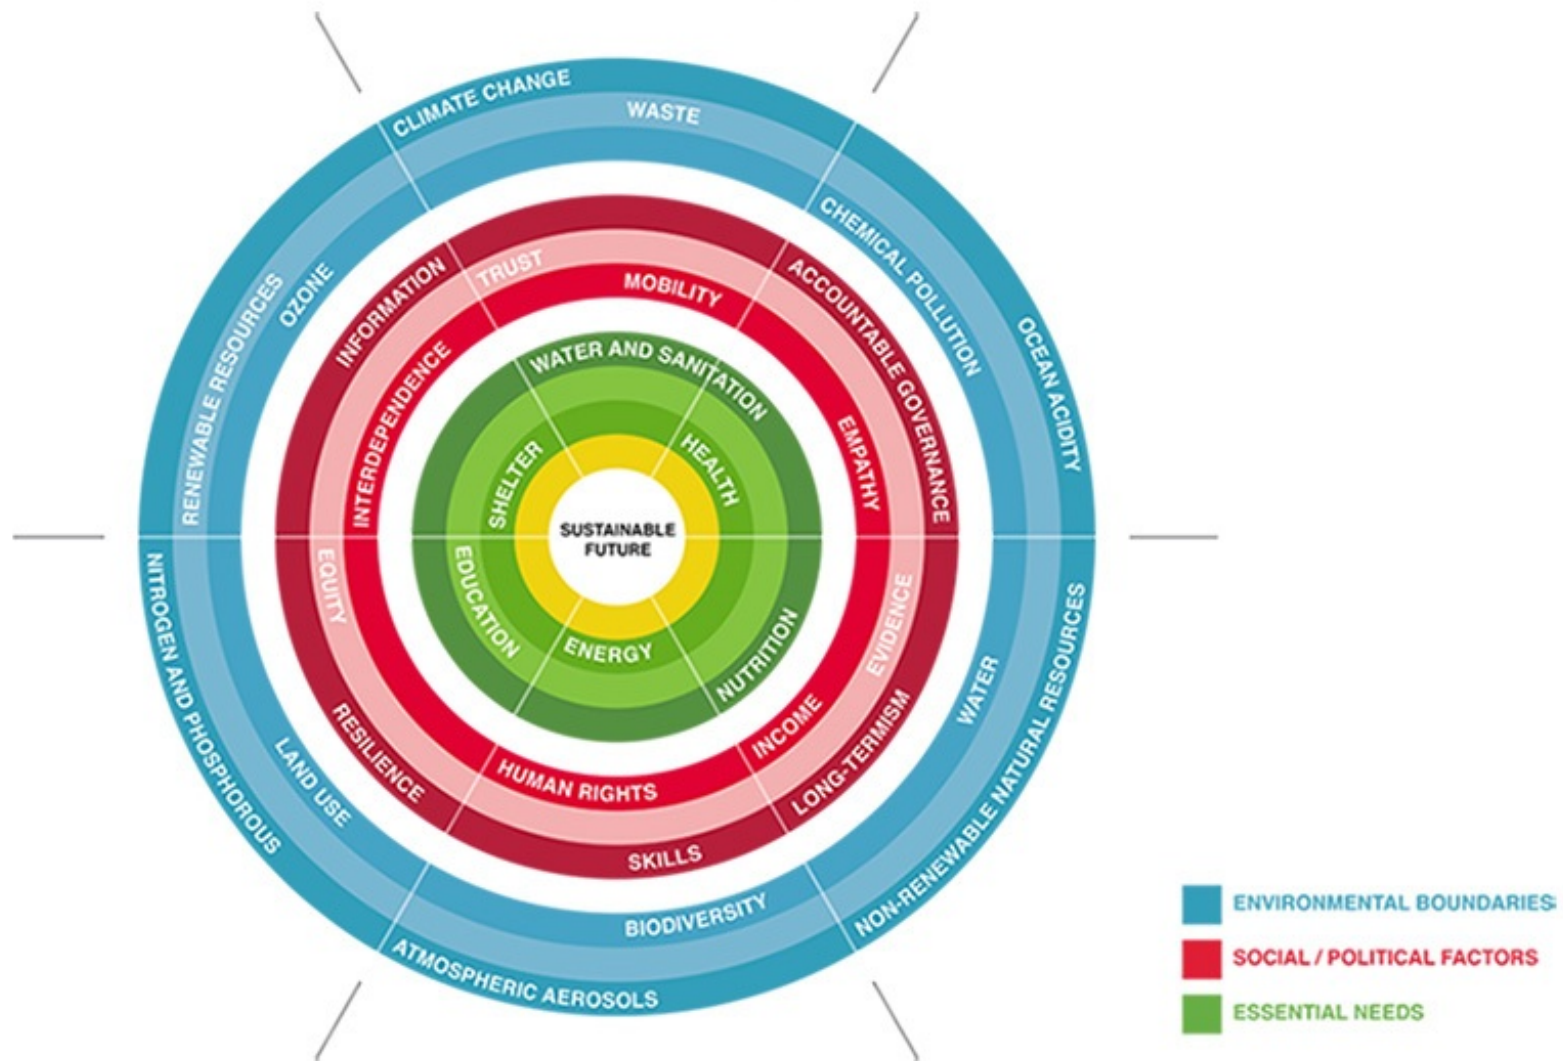 CLIMATE CHANGE
WASTE
CHEMICAL POLLUTION
OCEAN ACIDITY
RENEWABLE RESOURCES
OZONE
INFORMATION
TRUST
MOBILITY
ACCOUNTABLE GOVERNANCE
EMPATHY
INTERDEPENDENCE
WATER AND SANITATION
SHELTER
HEALTH
SUSTAINABLE
FUTURE
EDUCATION
ENERGY
NUTRITION
EQUITY
EVIDENCE
INCOME
LONG-TERMISM
RESILIENCE
HUMAN RIGHTS
SKILLS
NITROGEN AND PHOSPHOROUS
LAND USE
WATER
NON-RENEWABLE NATURAL RESOURCES
BIODIVERSITY
ATMOSPHERIC AEROSOLS
ENVIRONMENTAL BOUNDARIES
SOCIAL / POLITICAL FACTORS
ESSENTIAL NEEDS